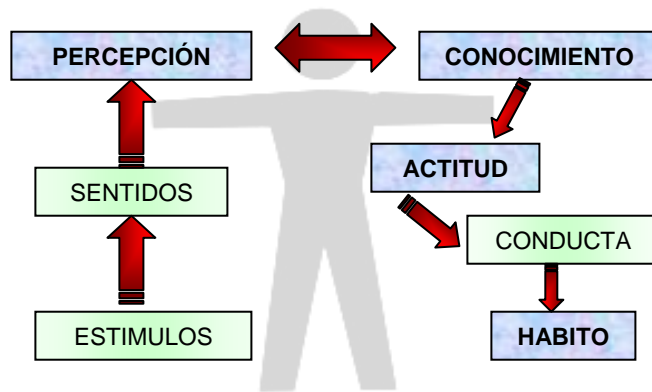 PERCEPCIÓN
CONOCIMIENTO
SENTIDOS
ACTITUD
CONDUCTA
ESTIMULOS
HABITO